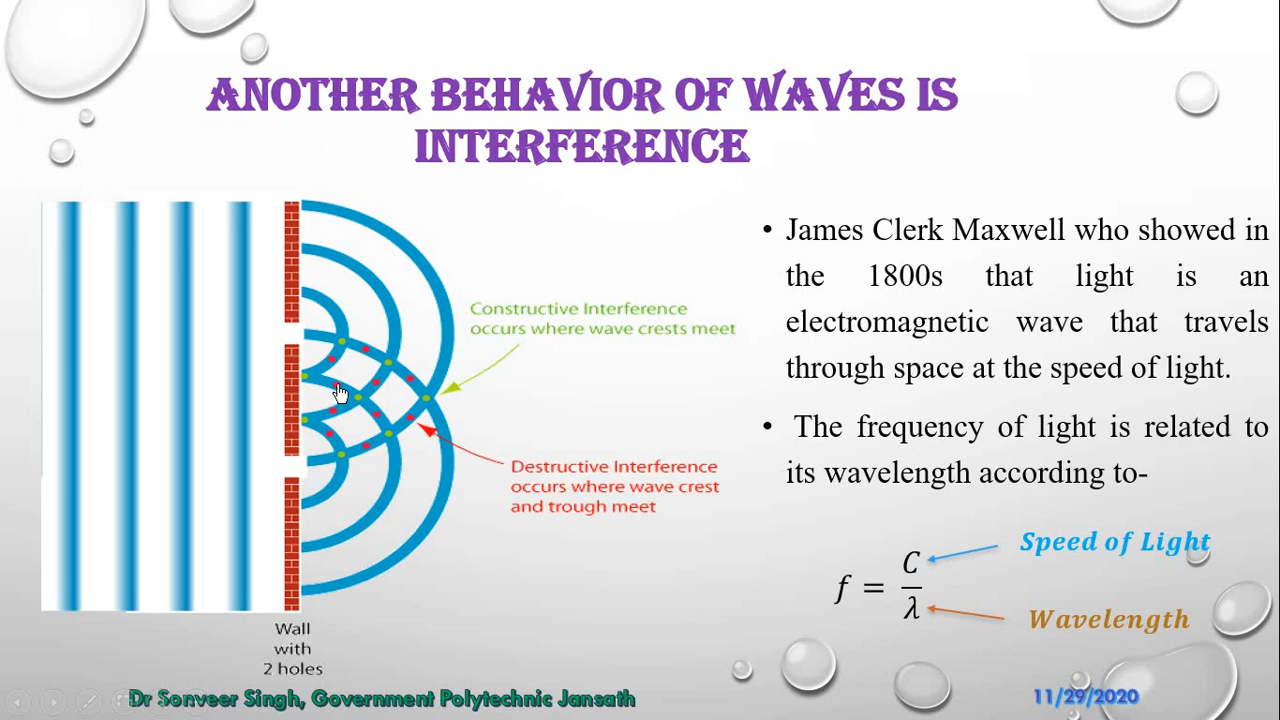 ANOTHER BEHAVIOR OF WAVES IS
INTERFERENCE
Constructive Interference
occurs where wave crests meet
Destructive Interference
occurs where wave crest
and trough meet
Wall
with
2 holes
• James Clerk Maxwell who showed in
the 1800s that light is an
electromagnetic wave that travels
through space at the speed of light.
• The frequency of light is related to
its wavelength according to-
f = C/λ
Speed of Light
Wavelength
Dr Sonveer Singh, Government Polytechnic Jansath
11/29/2020